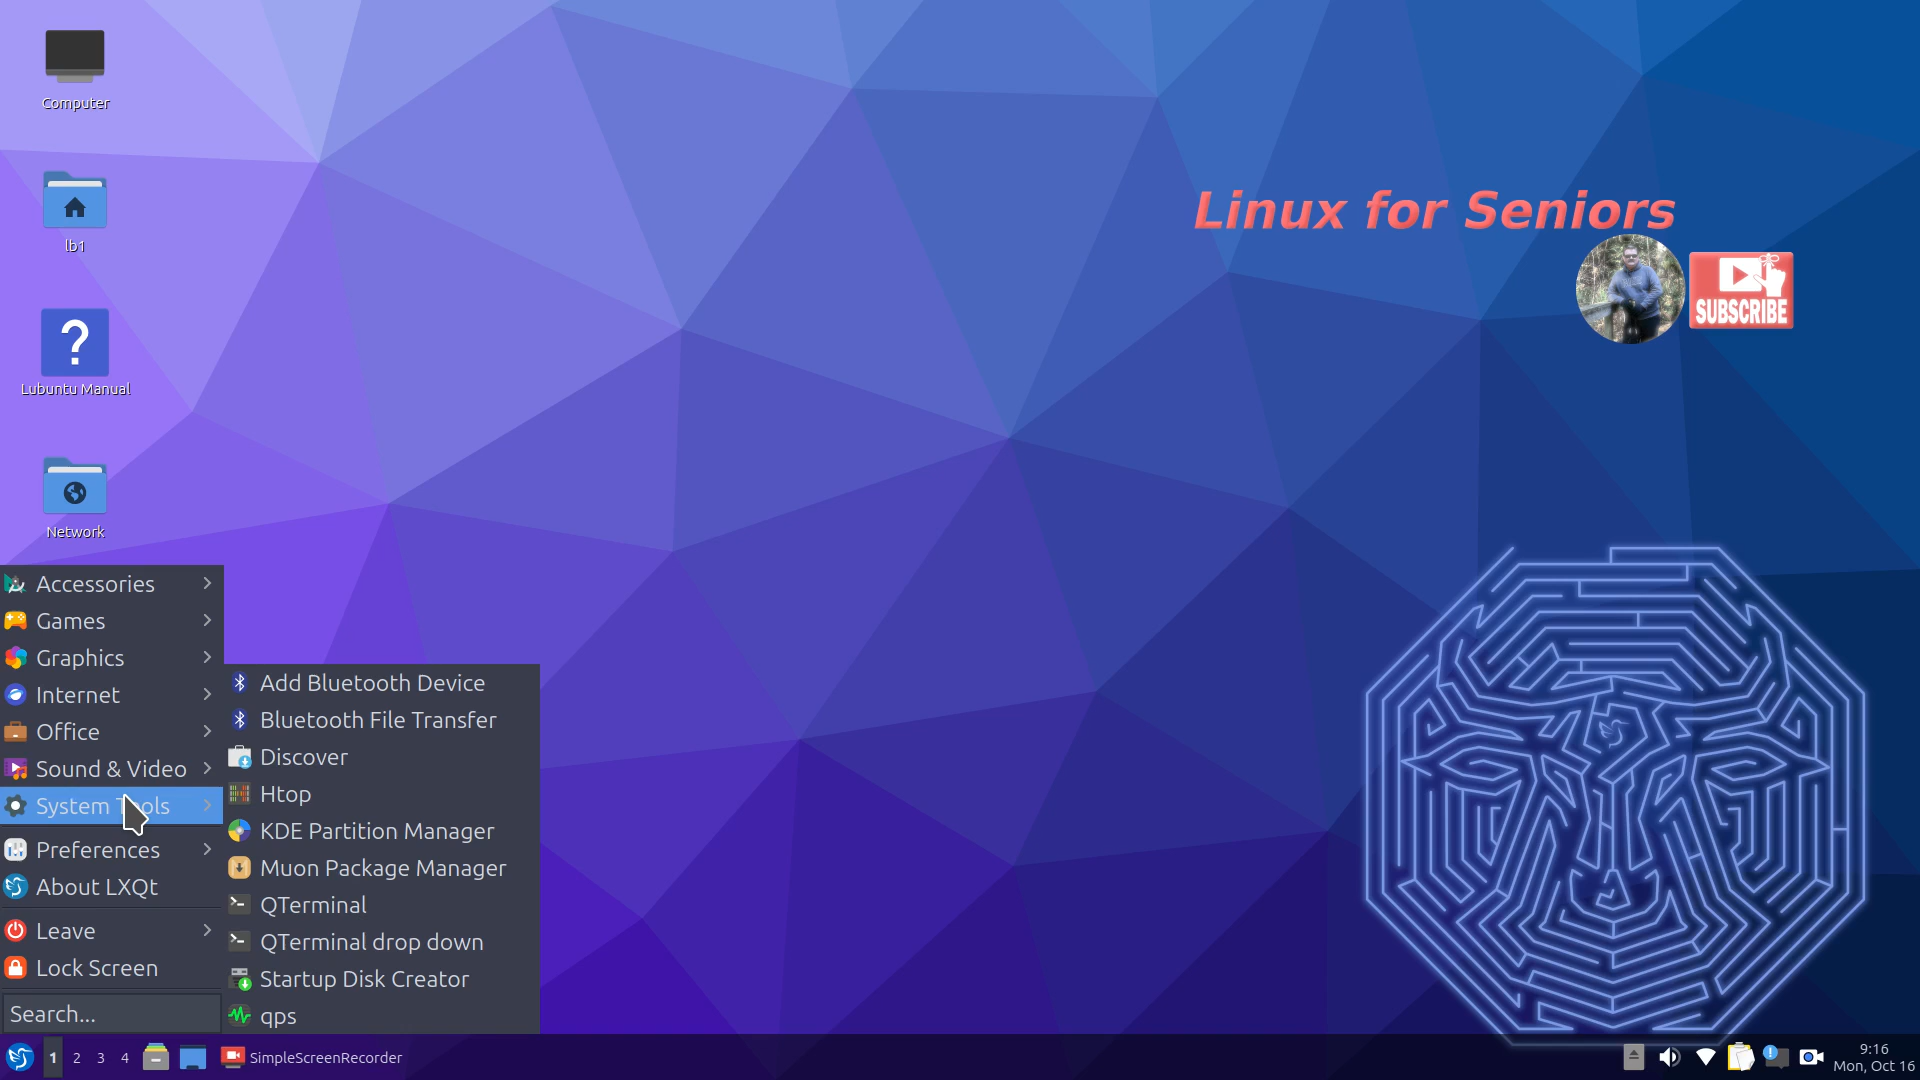 Computer
lb1
Lubuntu Manual
Network
Linux for Seniors
SUBSCRIBE
Accessories
Games
Graphics
Internet
Office
Sound & Video
System Tools
Preferences
About LXQt
Leave
Lock Screen
Search...
Add Bluetooth Device
Bluetooth File Transfer
Discover
Htop
KDE Partition Manager
Muon Package Manager
QTerminal
QTerminal drop down
Startup Disk Creator
qps
1 2 3 4 SimpleScreenRecorder
9:16
Mon, Oct 16